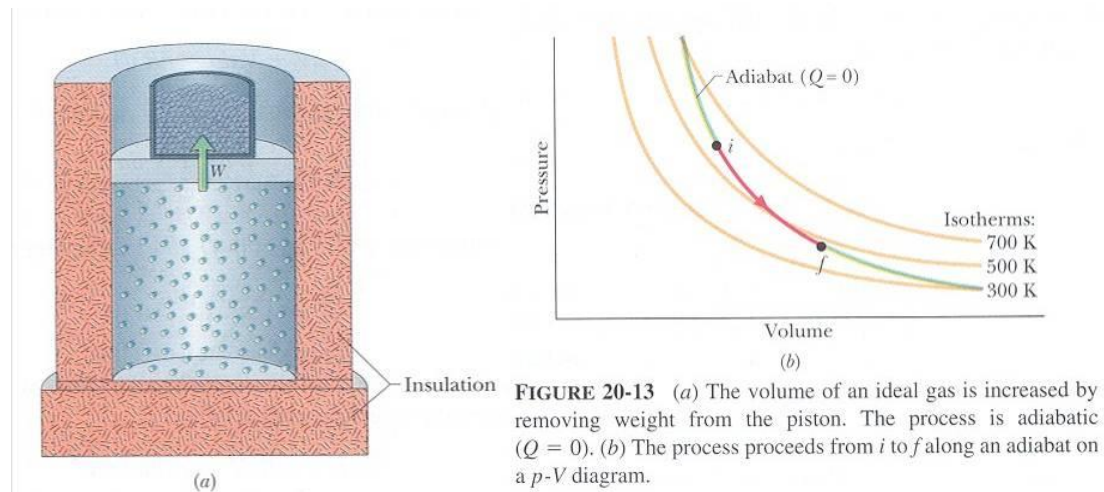 W
Insulation
(a)
Pressure
Adiabat (Q = 0)
i
f
Isotherms:
700 K
500 K
300 K
Volume
(b)
FIGURE 20-13 (a) The volume of an ideal gas is increased by
removing weight from the piston. The process is adiabatic
(Q = 0). (b) The process proceeds from i to f along an adiabat on
a p-V diagram.